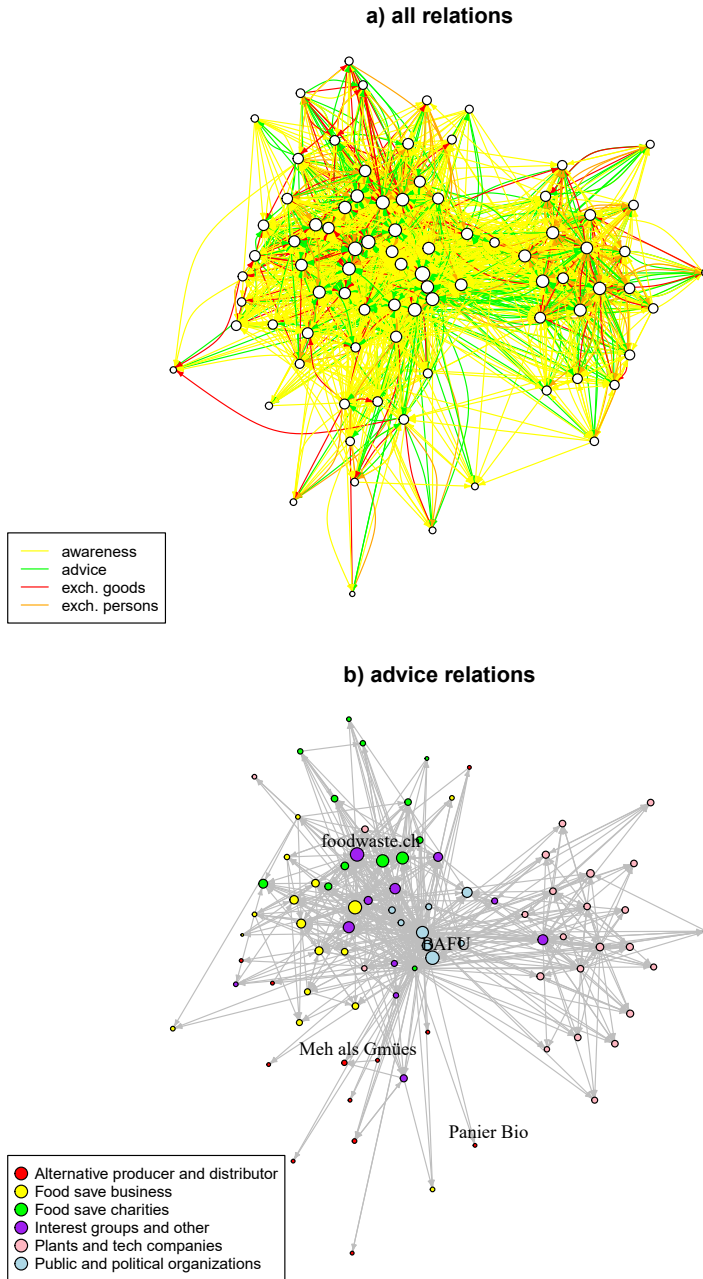 a) all relations
awareness
advice
exch. goods
exch. persons
b) advice relations
foodwaste.ch
BAFU
Meh als Gmües
Panier Bio
Alternative producer and distributor
Food save business
Food save charities
Interest groups and other
Plants and tech companies
Public and political organizations